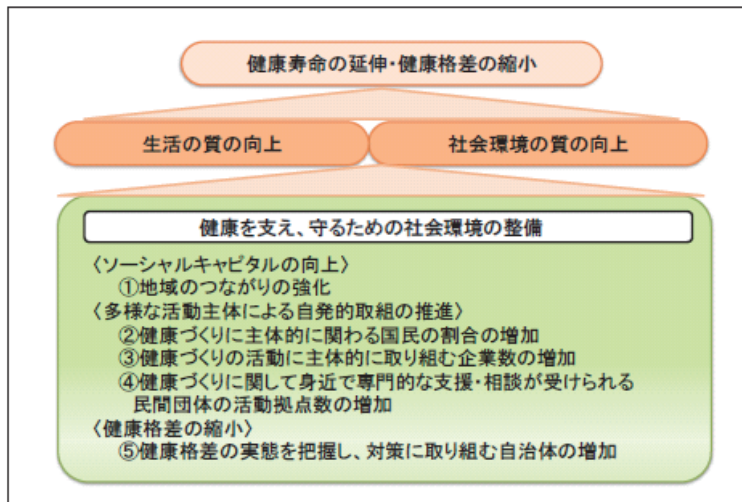 健康寿命の延伸・健康格差の縮小
生活の質の向上
社会環境の質の向上
健康を支え、守るための社会環境の整備
〈ソーシャルキャピタルの向上〉
①地域のつながりの強化
〈多様な活動主体による自発的取組の推進〉
②健康づくりに主体的に関わる国民の割合の増加
③健康づくりの活動に主体的に取り組む企業数の増加
④健康づくりに関して身近で専門的な支援・相談が受けられる
民間団体の活動拠点数の増加
〈健康格差の縮小〉
⑤健康格差の実態を把握し、対策に取り組む自治体の増加